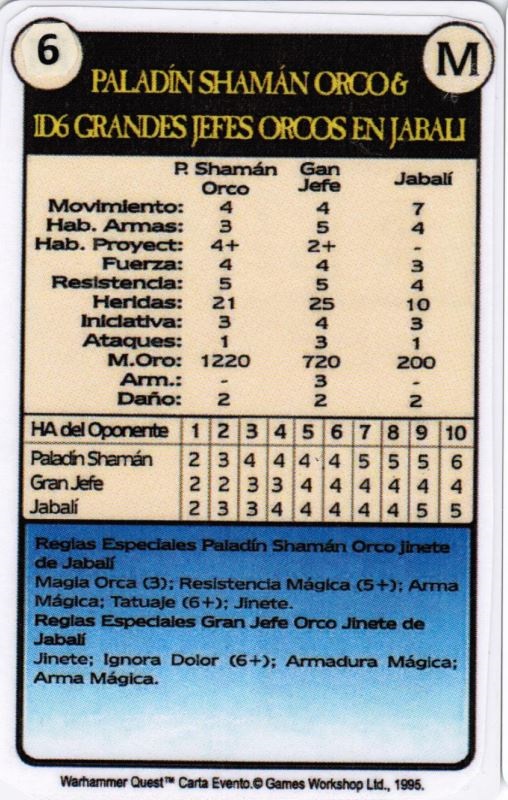 6
M
PALADÍN SHAMÁN ORCO &
1D6 GRANDES JEFES ORCOS EN JABALI
P. Shamán Orco Gan Jefe Jabalí
Movimiento: 4 4 7
Hab. Armas: 3 5 4
Hab. Proyect: 4+ 2+ -
Fuerza: 4 4 3
Resistencia: 5 5 4
Heridas: 21 25 10
Iniciativa: 3 4 3
Ataques: 1 3 1
M.Oro: 1220 720 200
Arm.: - 3
Daño: 2 2 2
HA del Oponente 1 2 3 4 5 6 7 8 9 10
Paladín Shamán 2 3 4 4 4 4 5 5 5 6
Gran Jefe 2 2 3 3 4 4 4 4 4 4
Jabalí 2 3 3 4 4 4 4 4 5 5
Reglas Especiales Paladín Shamán Orco Jinete
de Jabalí
Magia Orca (3); Resistencia Mágica (5+); Arma
Mágica; Tatuaje (6+); Jinete.
Reglas Especiales Gran Jefe Orco Jinete de
Jabalí
Jinete; Ignora Dolor (6+); Armadura Mágica;
Arma Mágica.
Warhammer Quest™ Carta Evento.© Games Workshop Ltd., 1995.